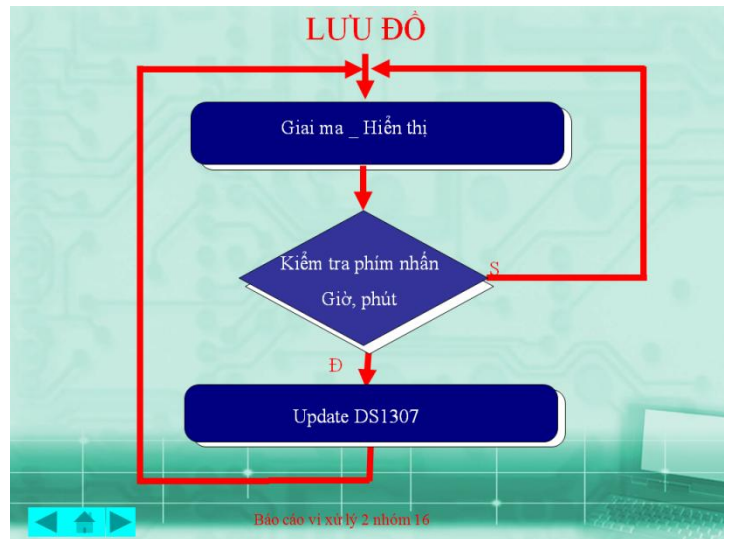 LƯU ĐỒ
Giai ma _ Hiển thị
Kiểm tra phím nhấn
Giờ, phút
S
Đ
Update DS1307
Báo cáo vi xử lý 2 nhóm 16